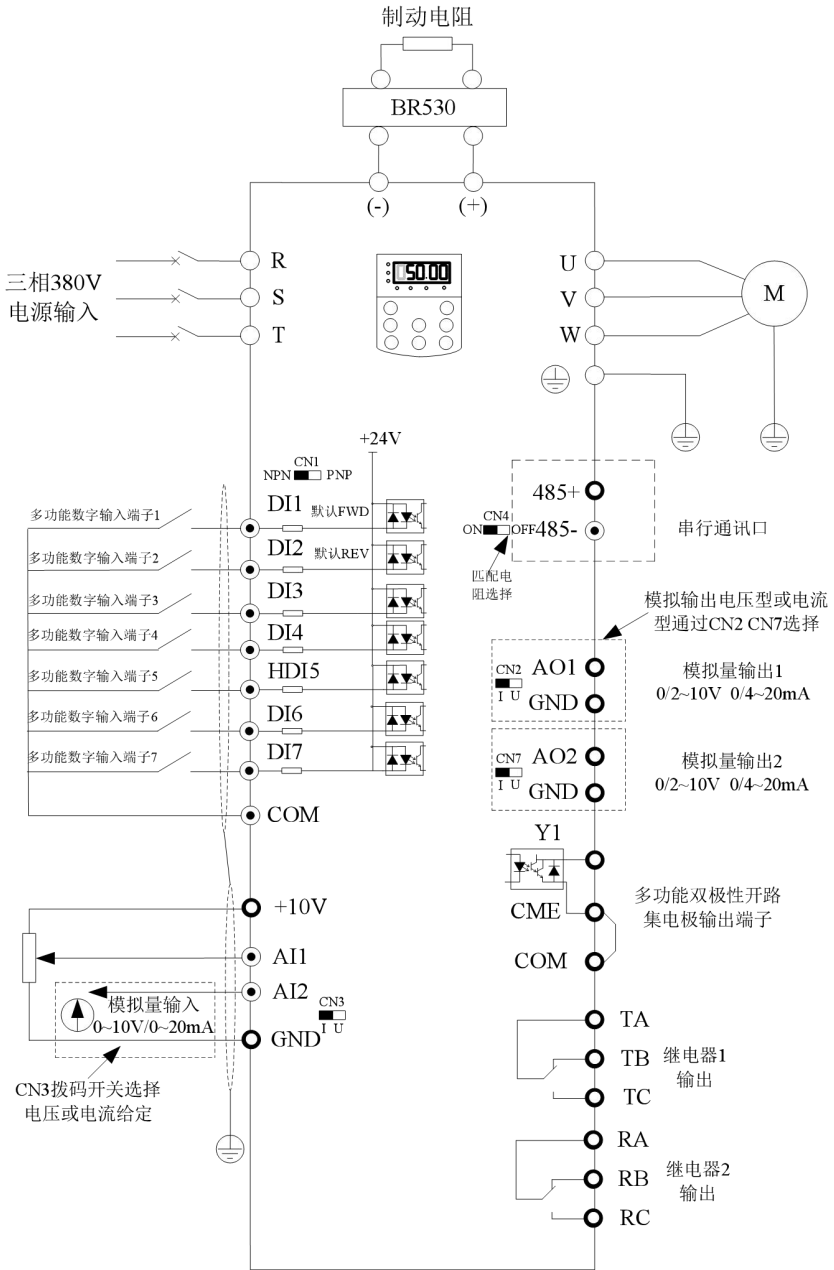 制动电阻
BR530
(-)
(+)
三相380V
电源输入
R
S
T
50.00
U
V
W
M
+24V
CN1
NPN
PNP
多功能数字输入端子1
DI1
默认FWD
多功能数字输入端子2
DI2
默认REV
多功能数字输入端子3
DI3
多功能数字输入端子4
DI4
多功能数字输入端子5
HDI5
多功能数字输入端子6
DI6
多功能数字输入端子7
DI7
COM
485+
CN4
ON
OFF
485-
串行通讯口
匹配电
阻选择
模拟输出电压型或电流
型通过CN2 CN7选择
CN2
I U
AO1
GND
模拟量输出1
0/2~10V 0/4~20mA
CN7
I U
AO2
GND
模拟量输出2
0/2~10V 0/4~20mA
Y1
CME
COM
多功能双极性开路
集电极输出端子
+10V
AI1
AI2
CN3
I U
GND
模拟量输入
0~10V/0~20mA
CN3拨码开关选择
电压或电流给定
TA
TB
TC
继电器1
输出
RA
RB
RC
继电器2
输出